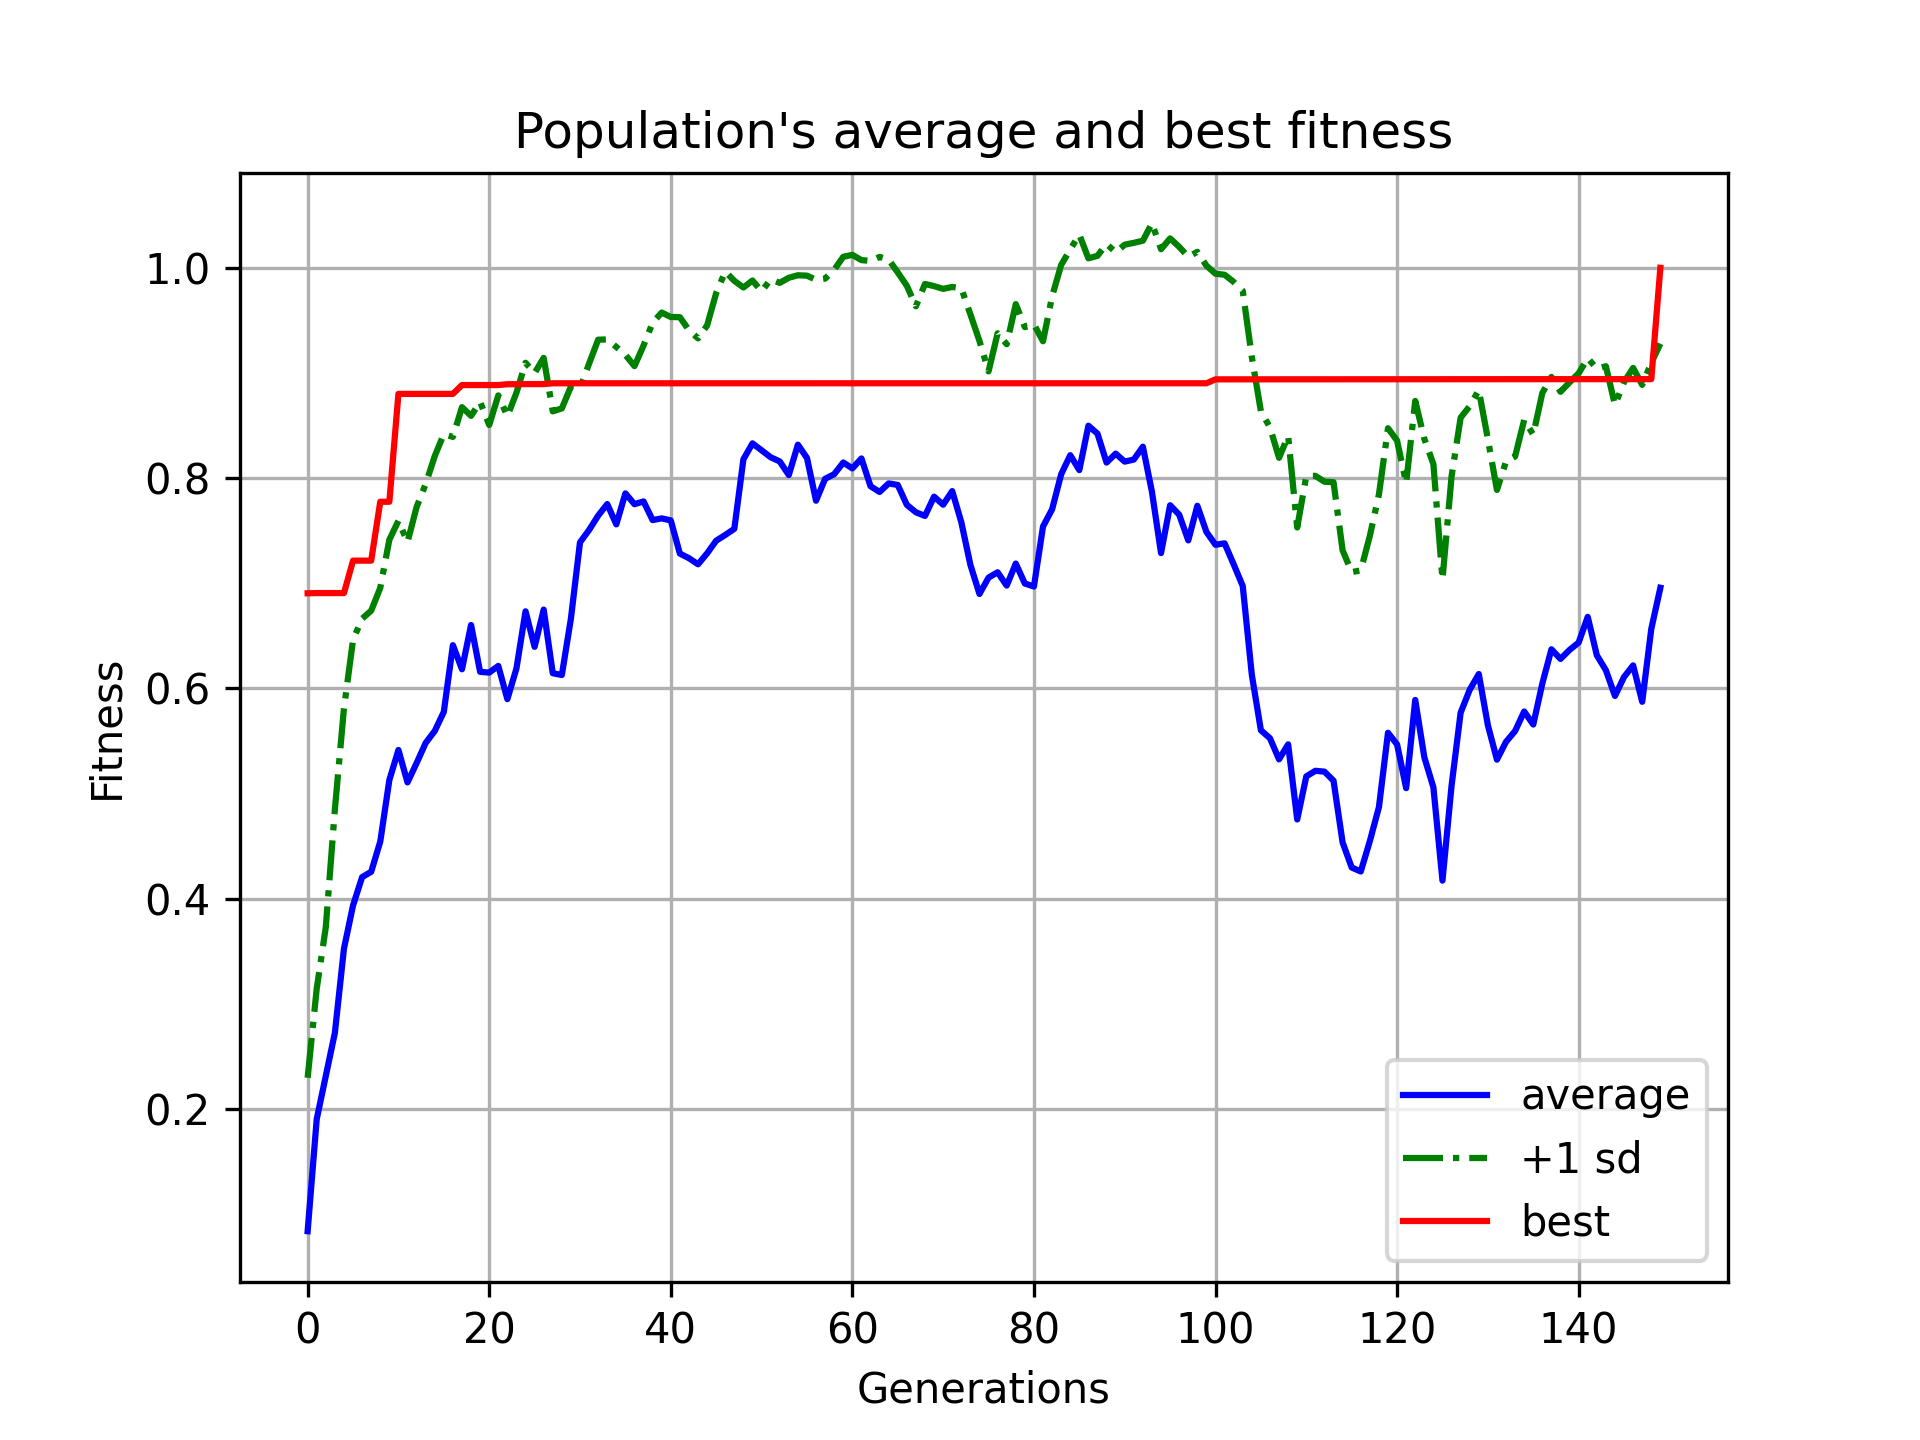 Population's average and best fitness
1.0
0.8
0.6
0.4
0.2
Fitness
average
+1 sd
best
0 20 40 60 80 100 120 140
Generations